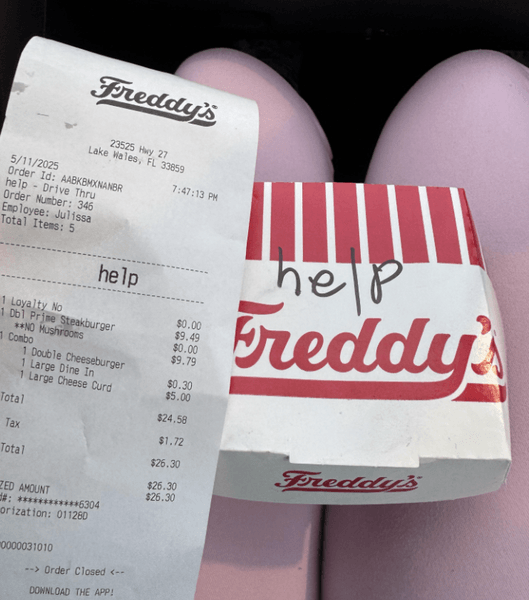 Freddy's
23525 Hwy 27
Lake Wales, FL 33859
5/11/2025 7:47:13 PM
Order Id: AABKBMXNANBR
help - Drive Thru
Order Number: 346
Employee: Julissa
Total Items: 5
help
1 Loyalty No $0.00
1 Dbl Prime Steakburger $9.49
**NO Mushrooms $0.00
1 Combo $9.79
1 Double Cheeseburger
1 Large Dine In $0.30
1 Large Cheese Curd $5.00
Total $24.58
Tax $1.72
Total $26.30
ZED AMOUNT $26.30
#: ************6304 $26.30
orization: 01128D
0000031010
--> Order Closed <--
DOWNLOAD THE APP!
help
Freddy's
Freddy's